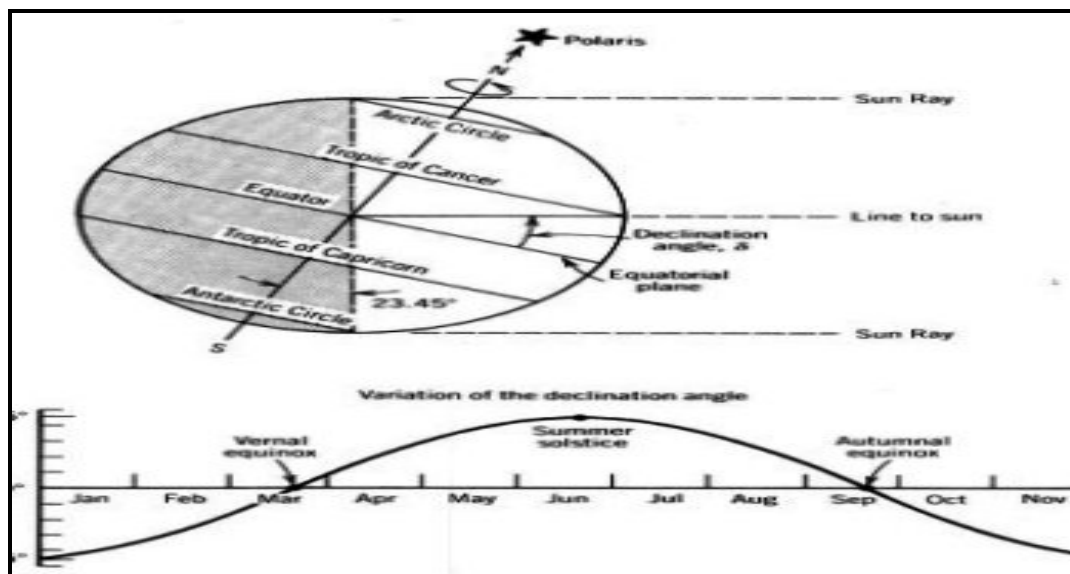 Polaris
N
Sun Ray
Arctic Circle
Tropic of Cancer
Equator
Line to sun
Declination
angle, δ
Tropic of Capricorn
Equatorial
plane
23.45°
Antarctic Circle
Sun Ray
S
Variation of the declination angle
Vernal
equinox
Summer
solstice
Autumnal
equinox
Jan Feb Mar Apr May Jun Jul Aug Sep Oct Nov